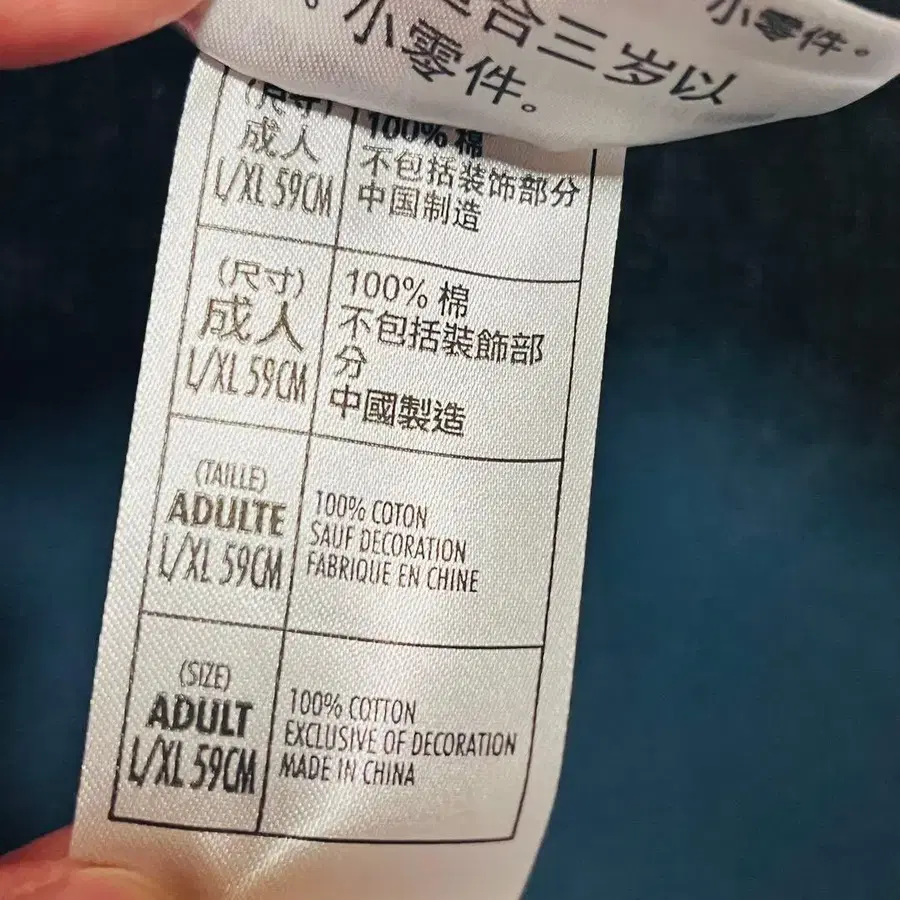 合三岁以
小零件。
小零件。
(尺寸)
成人
L/XL 59CM
100% 棉
不包括装饰部分
中国制造
(尺寸)
成人
L/XL 59CM
100% 棉
不包括裝飾部
分
中國製造
(TAILLE)
ADULTE
L/XL 59CM
100% COTON
SAUF DECORATION
FABRIQUE EN CHINE
(SIZE)
ADULT
L/XL 59CM
100% COTTON
EXCLUSIVE OF DECORATION
MADE IN CHINA